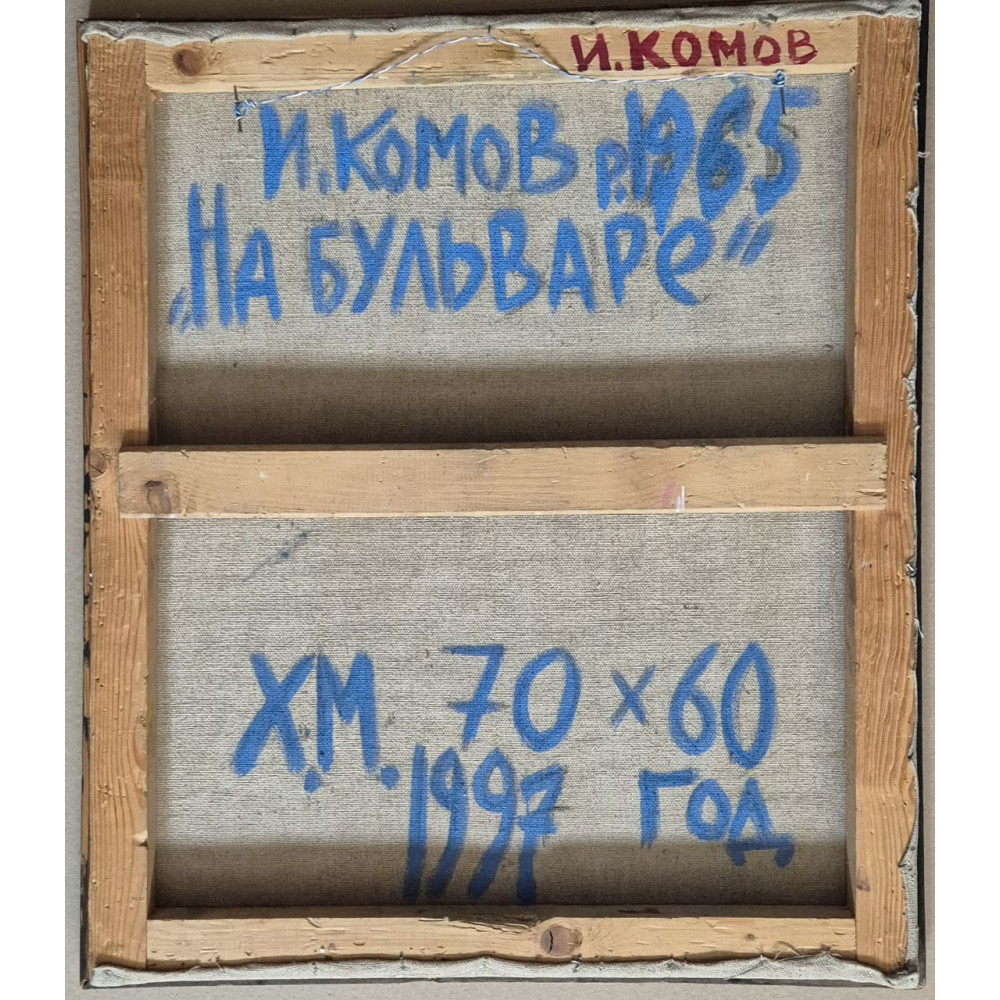 И.КОМОВ
И.КОМОВ р.1965
„НА БУЛЬВАРе"
Х.М. 70×60
1997 ГОД